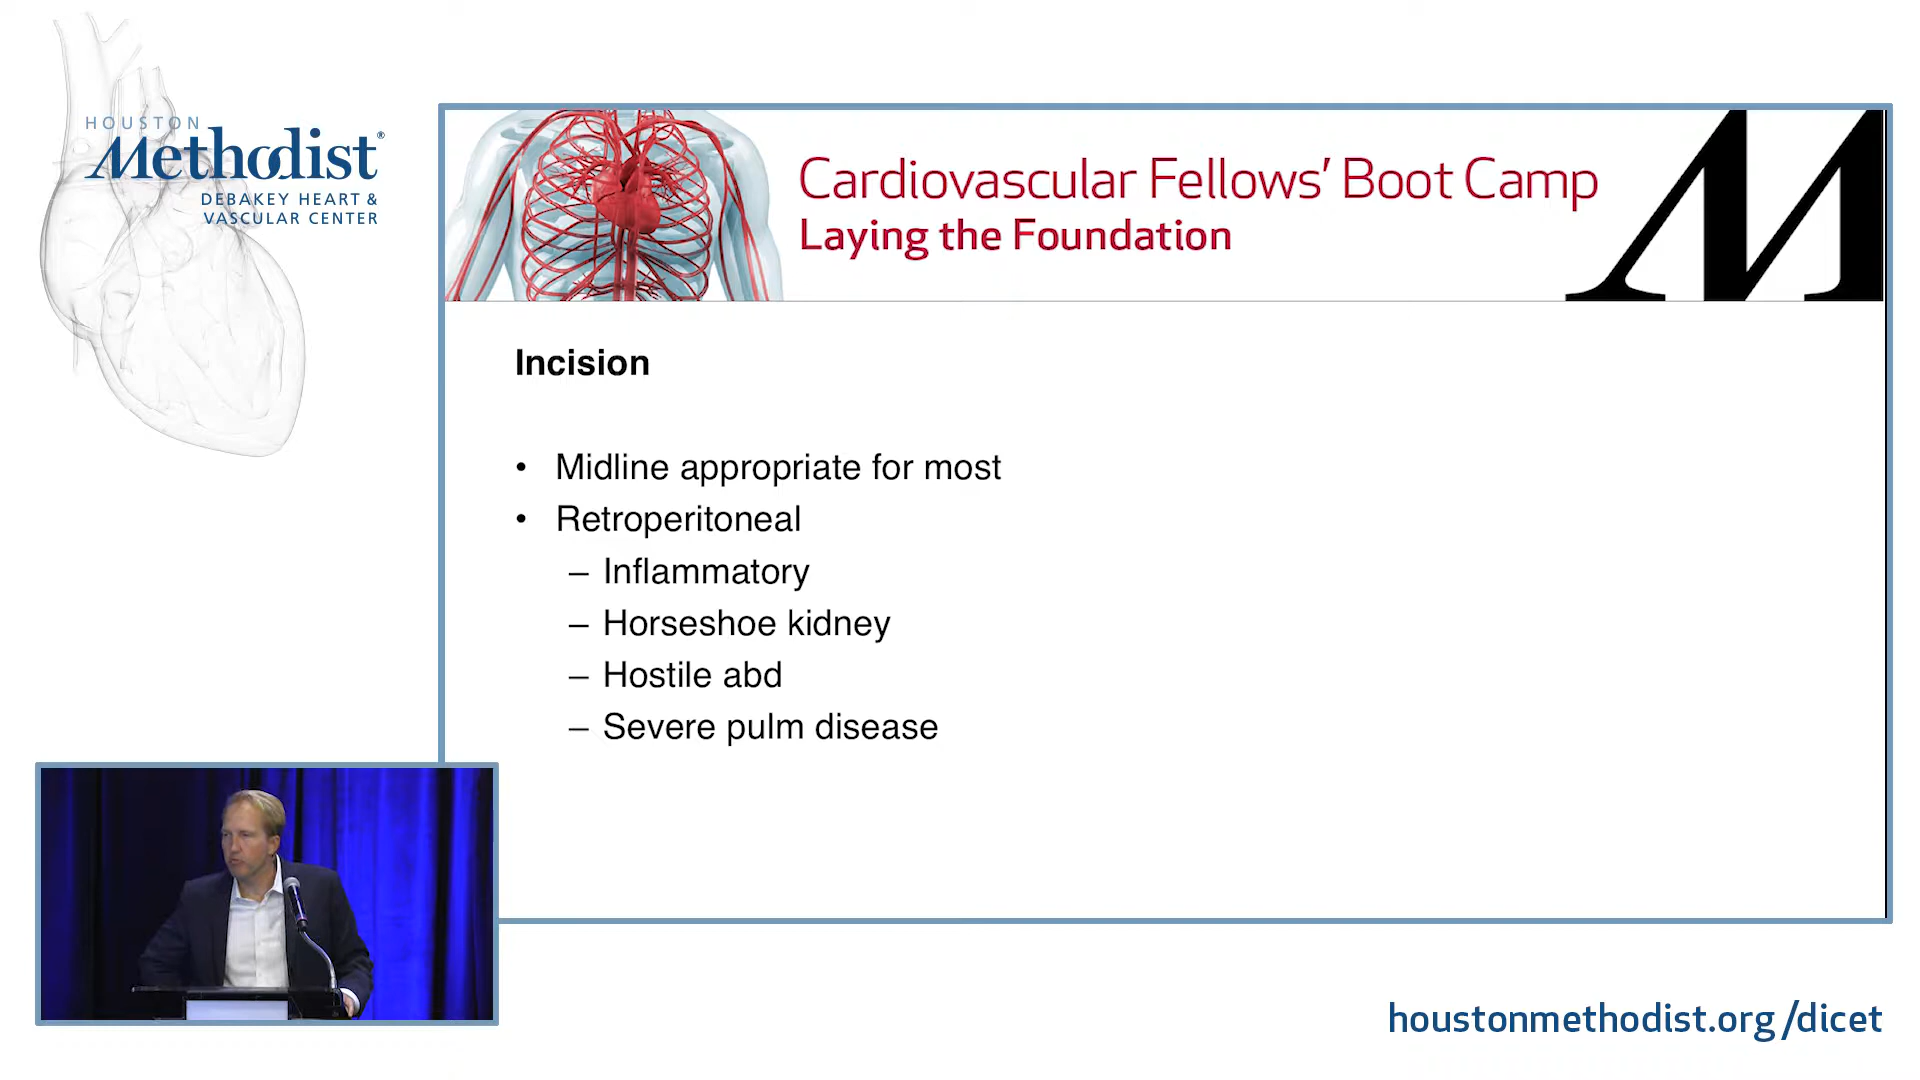 HOUSTON
Methodist®
DEBAKEY HEART &
VASCULAR CENTER
Cardiovascular Fellows’ Boot Camp
Laying the Foundation
M
Incision
• Midline appropriate for most
• Retroperitoneal
– Inflammatory
– Horseshoe kidney
– Hostile abd
– Severe pulm disease
houstonmethodist.org/dicet